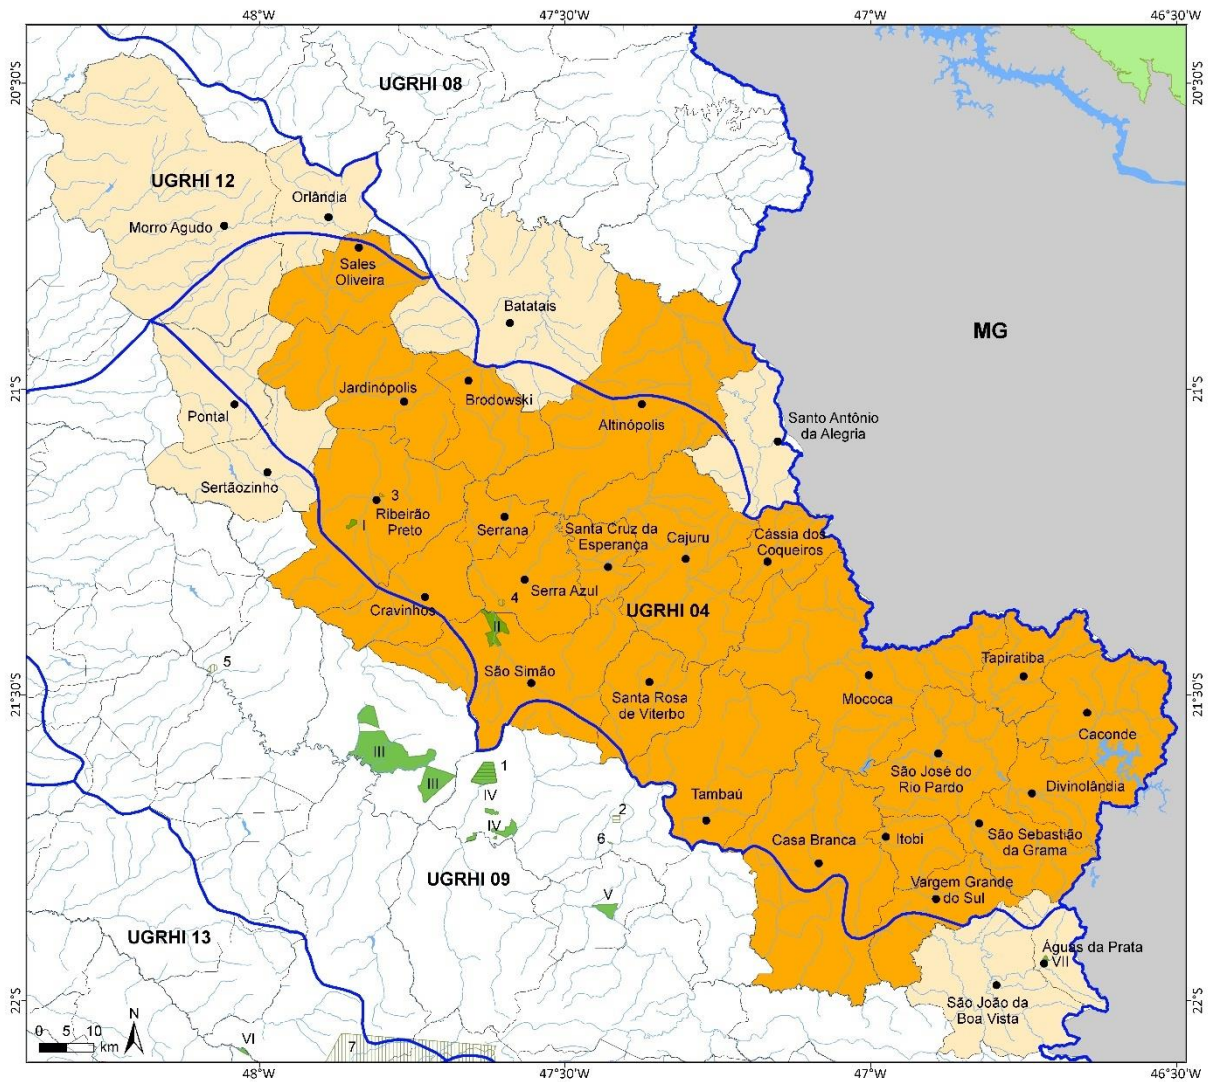 48°W
47°30'W
47°W
46°30'W
20°30'S
20°30'S
UGRHI 08
UGRHI 12
Orlândia
Morro Agudo
Sales
Oliveira
Batatais
MG
21°S
21°S
Jardinópolis
Brodowski
Pontal
Altinópolis
Santo Antônio
da Alegria
Sertãozinho
3
Ribeirão
Preto
I
Serrana
Santa Cruz da
Esperança
Cajuru
Cássia dos
Coqueiros
Serra Azul
4
Cravinhos
UGRHI 04
II
5
São Simão
Santa Rosa
de Viterbo
Mococa
Tapiratiba
21°30'S
21°30'S
Caconde
III
III
1
São José do
Rio Pardo
Divinolândia
IV
IV
2
6
Tambaú
Casa Branca
Itobi
São Sebastião
da Grama
UGRHI 09
V
Vargem Grande
do Sul
UGRHI 13
Águas da Prata
VII
São João da
Boa Vista
22°S
22°S
0 5 10
km
N
VI
7
48°W
47°30'W
47°W
46°30'W